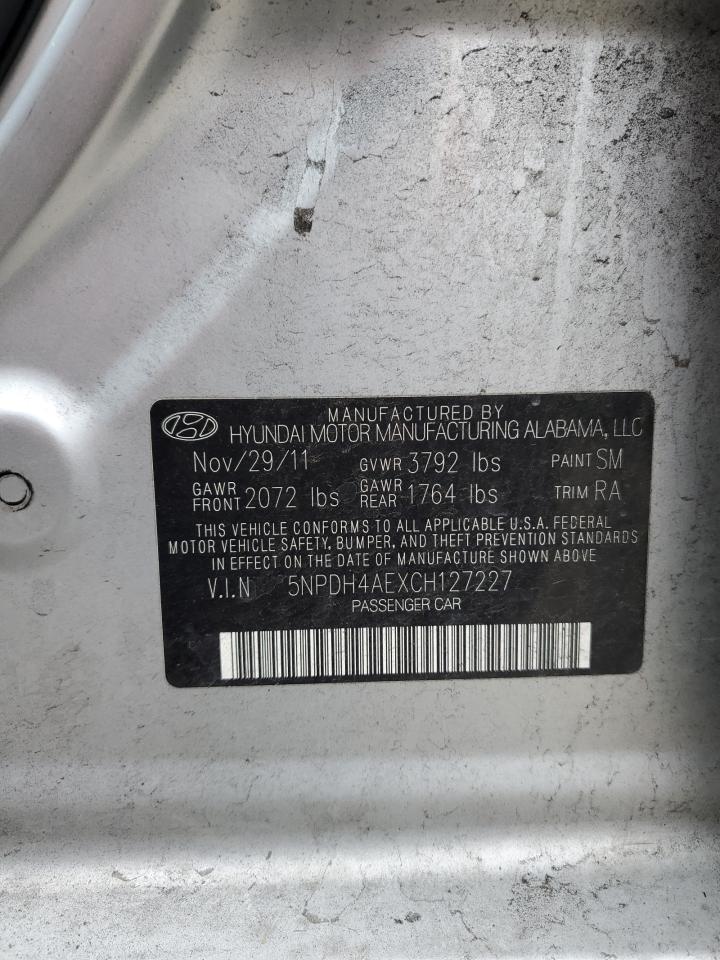 MANUFACTURED BY
HYUNDAI MOTOR MANUFACTURING ALABAMA, LLC
Nov/29/11 GVWR 3792 lbs PAINT SM
GAWR FRONT 2072 lbs GAWR REAR 1764 lbs TRIM RA
THIS VEHICLE CONFORMS TO ALL APPLICABLE U.S.A. FEDERAL
MOTOR VEHICLE SAFETY, BUMPER, AND THEFT PREVENTION STANDARDS
IN EFFECT ON THE DATE OF MANUFACTURE SHOWN ABOVE
V.I.N 5NPDH4AEXCH127227
PASSENGER CAR